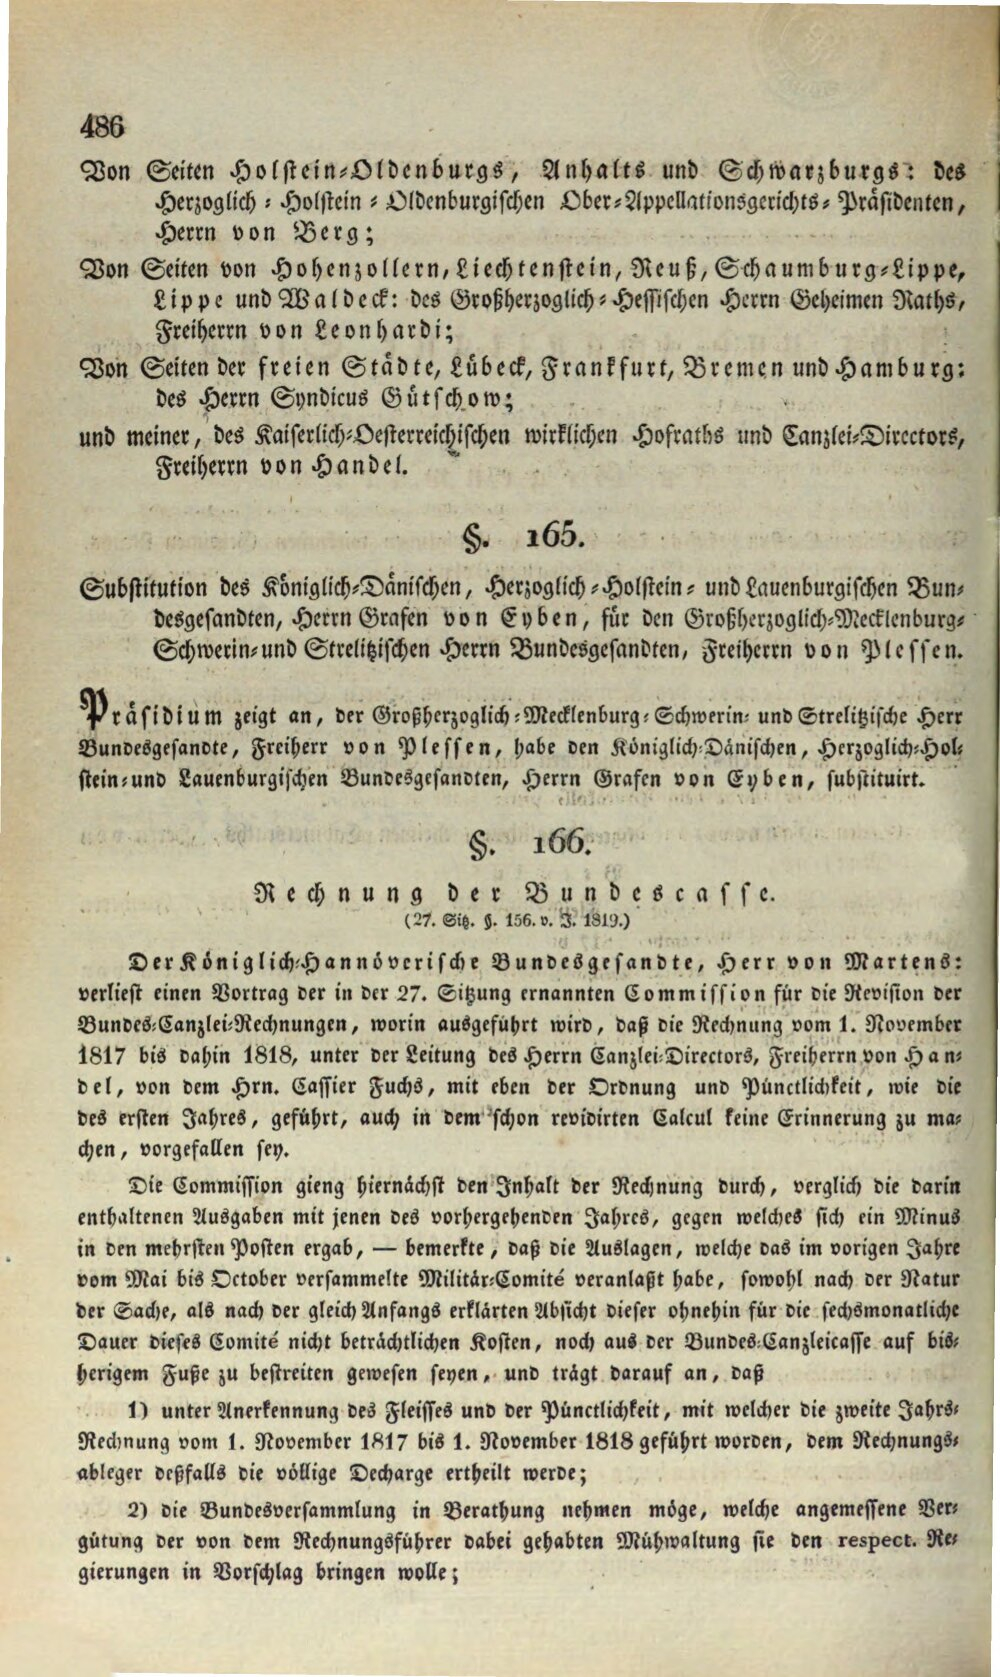 486
Von Seiten Holstein-Oldenburgs, Anhalts und Schwarzburgs: des
Herzoglich-Holstein-Oldenburgischen Ober-Appellationsgerichts-Präsidenten,
Herrn von Berg;
Von Seiten von Hohenzollern, Liechtenstein, Reuß, Schaumburg-Lippe,
Lippe und Waldeck: des Großherzoglich-Hessischen Herrn Geheimen Raths,
Freiherrn von Leonhardi;
Von Seiten der freien Städte, Lübeck, Frankfurt, Bremen und Hamburg:
des Herrn Syndicus Gütschow;
und meiner, des Kaiserlich-Oesterreichischen wirklichen Hofraths und Canzlei-Directors,
Freiherrn von Handel.
§. 165.
Substitution des Königlich-Dänischen, Herzoglich-Holstein- und Lauenburgischen Bun-
desgesandten, Herrn Grafen von Eyben, für den Großherzoglich-Mecklenburg-
Schwerin- und Strelitzischen Herrn Bundesgesandten, Freiherrn von Plessen.
Präsidium zeigt an, der Großherzoglich-Mecklenburg-Schwerin- und Strelitzische Herr
Bundesgesandte, Freiherr von Plessen, habe den Königlich-Dänischen, Herzoglich-Hol-
stein- und Lauenburgischen Bundesgesandten, Herrn Grafen von Eyben, substituirt.
§. 166.
Rechnung der Bundescasse.
(27. Sitz. §. 156. v. J. 1819.)
Der Königlich-Hannöverische Bundesgesandte, Herr von Martens:
verliest einen Vortrag der in der 27. Sitzung ernannten Commission für die Revision der
Bundes-Canzlei-Rechnungen, worin ausgeführt wird, daß die Rechnung vom 1. November
1817 bis dahin 1818, unter der Leitung des Herrn Canzlei-Directors, Freiherrn von Han-
del, von dem Hrn. Cassier Fuchs, mit eben der Ordnung und Pünctlichkeit, wie die
des ersten Jahres, geführt, auch in dem schon revidirten Calcul keine Erinnerung zu ma-
chen, vorgefallen sey.
Die Commission gieng hiernächst den Inhalt der Rechnung durch, verglich die darin
enthaltenen Ausgaben mit jenen des vorhergehenden Jahres, gegen welches sich ein Minus
in den mehrsten Posten ergab, — bemerkte, daß die Auslagen, welche das im vorigen Jahre
vom Mai bis October versammelte Militär-Comité veranlaßt habe, sowohl nach der Natur
der Sache, als nach der gleich Anfangs erklärten Absicht dieser ohnehin für die sechsmonatliche
Dauer dieses Comité nicht beträchtlichen Kosten, noch aus der Bundes-Canzleicasse auf bis-
herigem Fuße zu bestreiten gewesen seyen, und trägt darauf an, daß
1) unter Anerkennung des Fleisses und der Pünctlichkeit, mit welcher die zweite Jahrs-
Rechnung vom 1. November 1817 bis 1. November 1818 geführt worden, dem Rechnungs-
ableger deßfalls die völlige Decharge ertheilt werde;
2) die Bundesversammlung in Berathung nehmen möge, welche angemessene Ver-
gütung der von dem Rechnungsführer dabei gehabten Mühwaltung sie den respect. Re-
gierungen in Vorschlag bringen wolle;